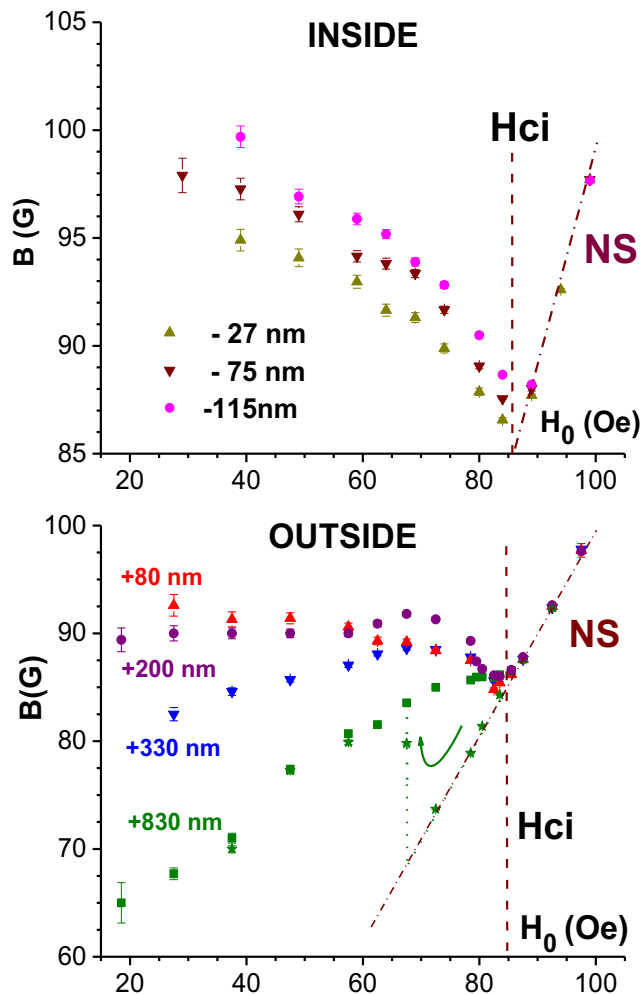 INSIDE
Hci
NS
- 27 nm
- 75 nm
-115nm
H0 (Oe)
B (G)
100
95
90
85
20 40 60 80 100
OUTSIDE
+80 nm
+200 nm
+330 nm
+830 nm
NS
Hci
H0 (Oe)
B(G)
100
90
80
70
60
20 40 60 80 100